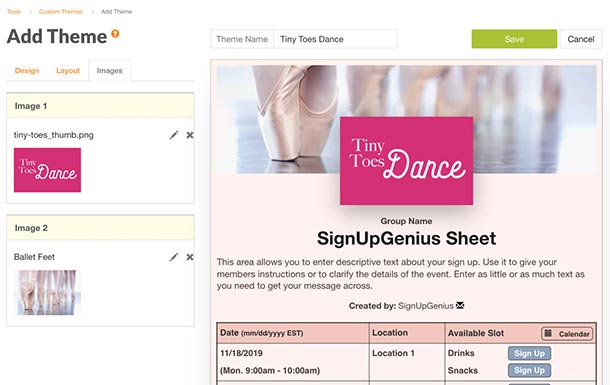 Tools > Custom Themes > Add Theme
Add Theme ?
Theme Name Tiny Toes Dance Save Cancel
Design Layout Images
Image 1
tiny-toes_thumb.png
Tiny
Toes Dance
Image 2
Ballet Feet
Tiny
Toes Dance
Group Name
SignUpGenius Sheet
This area allows you to enter descriptive text about your sign up. Use it to give your
members instructions or to clarify the details of the event. Enter as little or as much text as
you need to get your message across.
Created by: SignUpGenius
Date (mm/dd/yyyy EST) Location Available Slot Calendar
11/18/2019 Location 1 Drinks Sign Up
(Mon. 9:00am - 10:00am) Snacks Sign Up